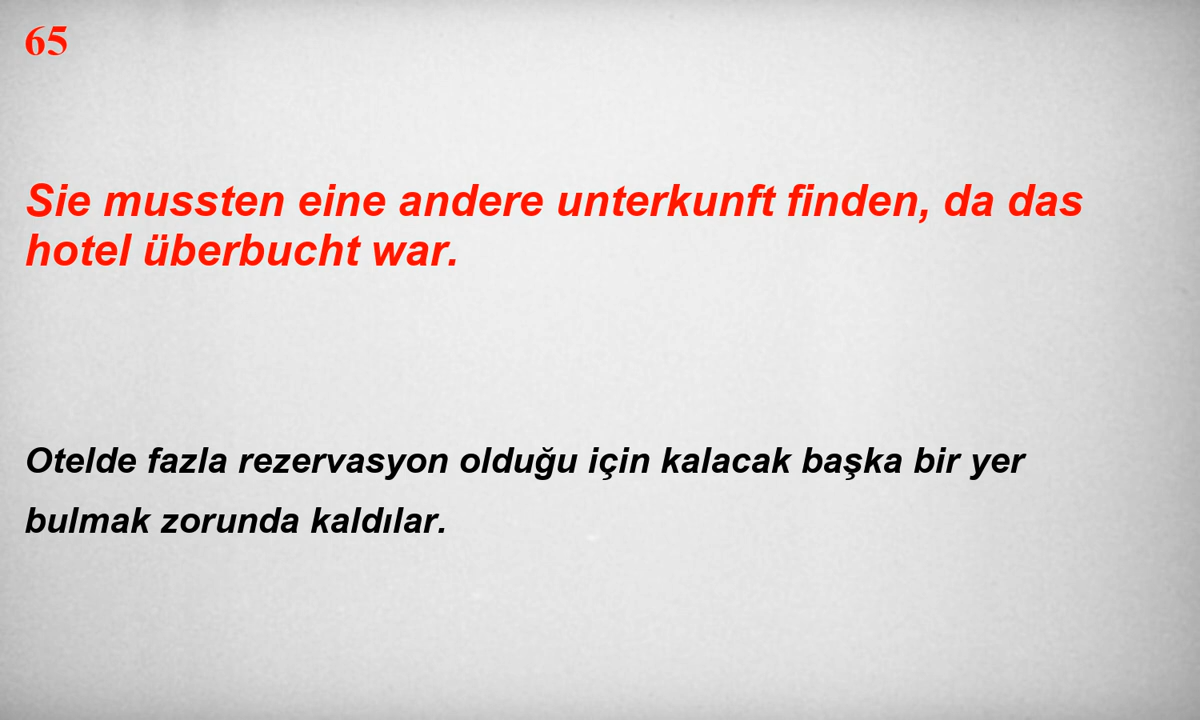 65
Sie mussten eine andere unterkunft finden, da das
hotel überbucht war.
Otelde fazla rezervasyon olduğu için kalacak başka bir yer
bulmak zorunda kaldılar.